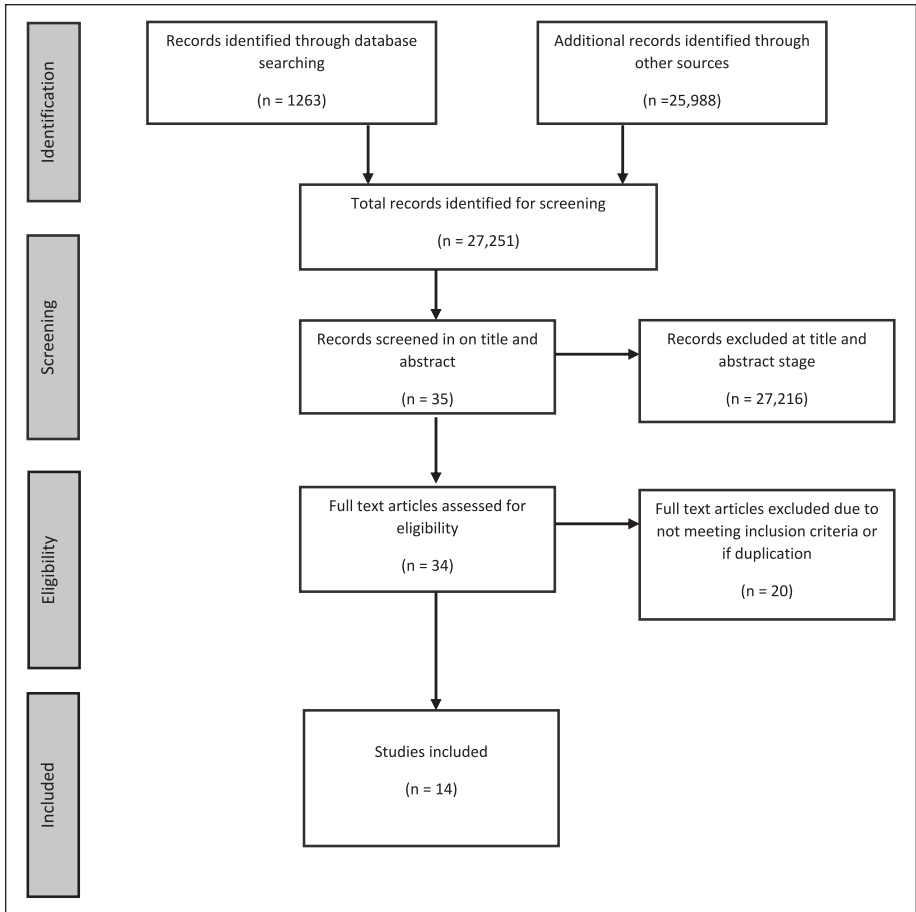 Identification
Records identified through database
searching
(n = 1263)
Additional records identified through
other sources
(n =25,988)
Total records identified for screening
(n = 27,251)
Screening
Records screened in on title and
abstract
(n = 35)
Records excluded at title and
abstract stage
(n = 27,216)
Eligibility
Full text articles assessed for
eligibility
(n = 34)
Full text articles excluded due to
not meeting inclusion criteria or
if duplication
(n = 20)
Included
Studies included
(n = 14)